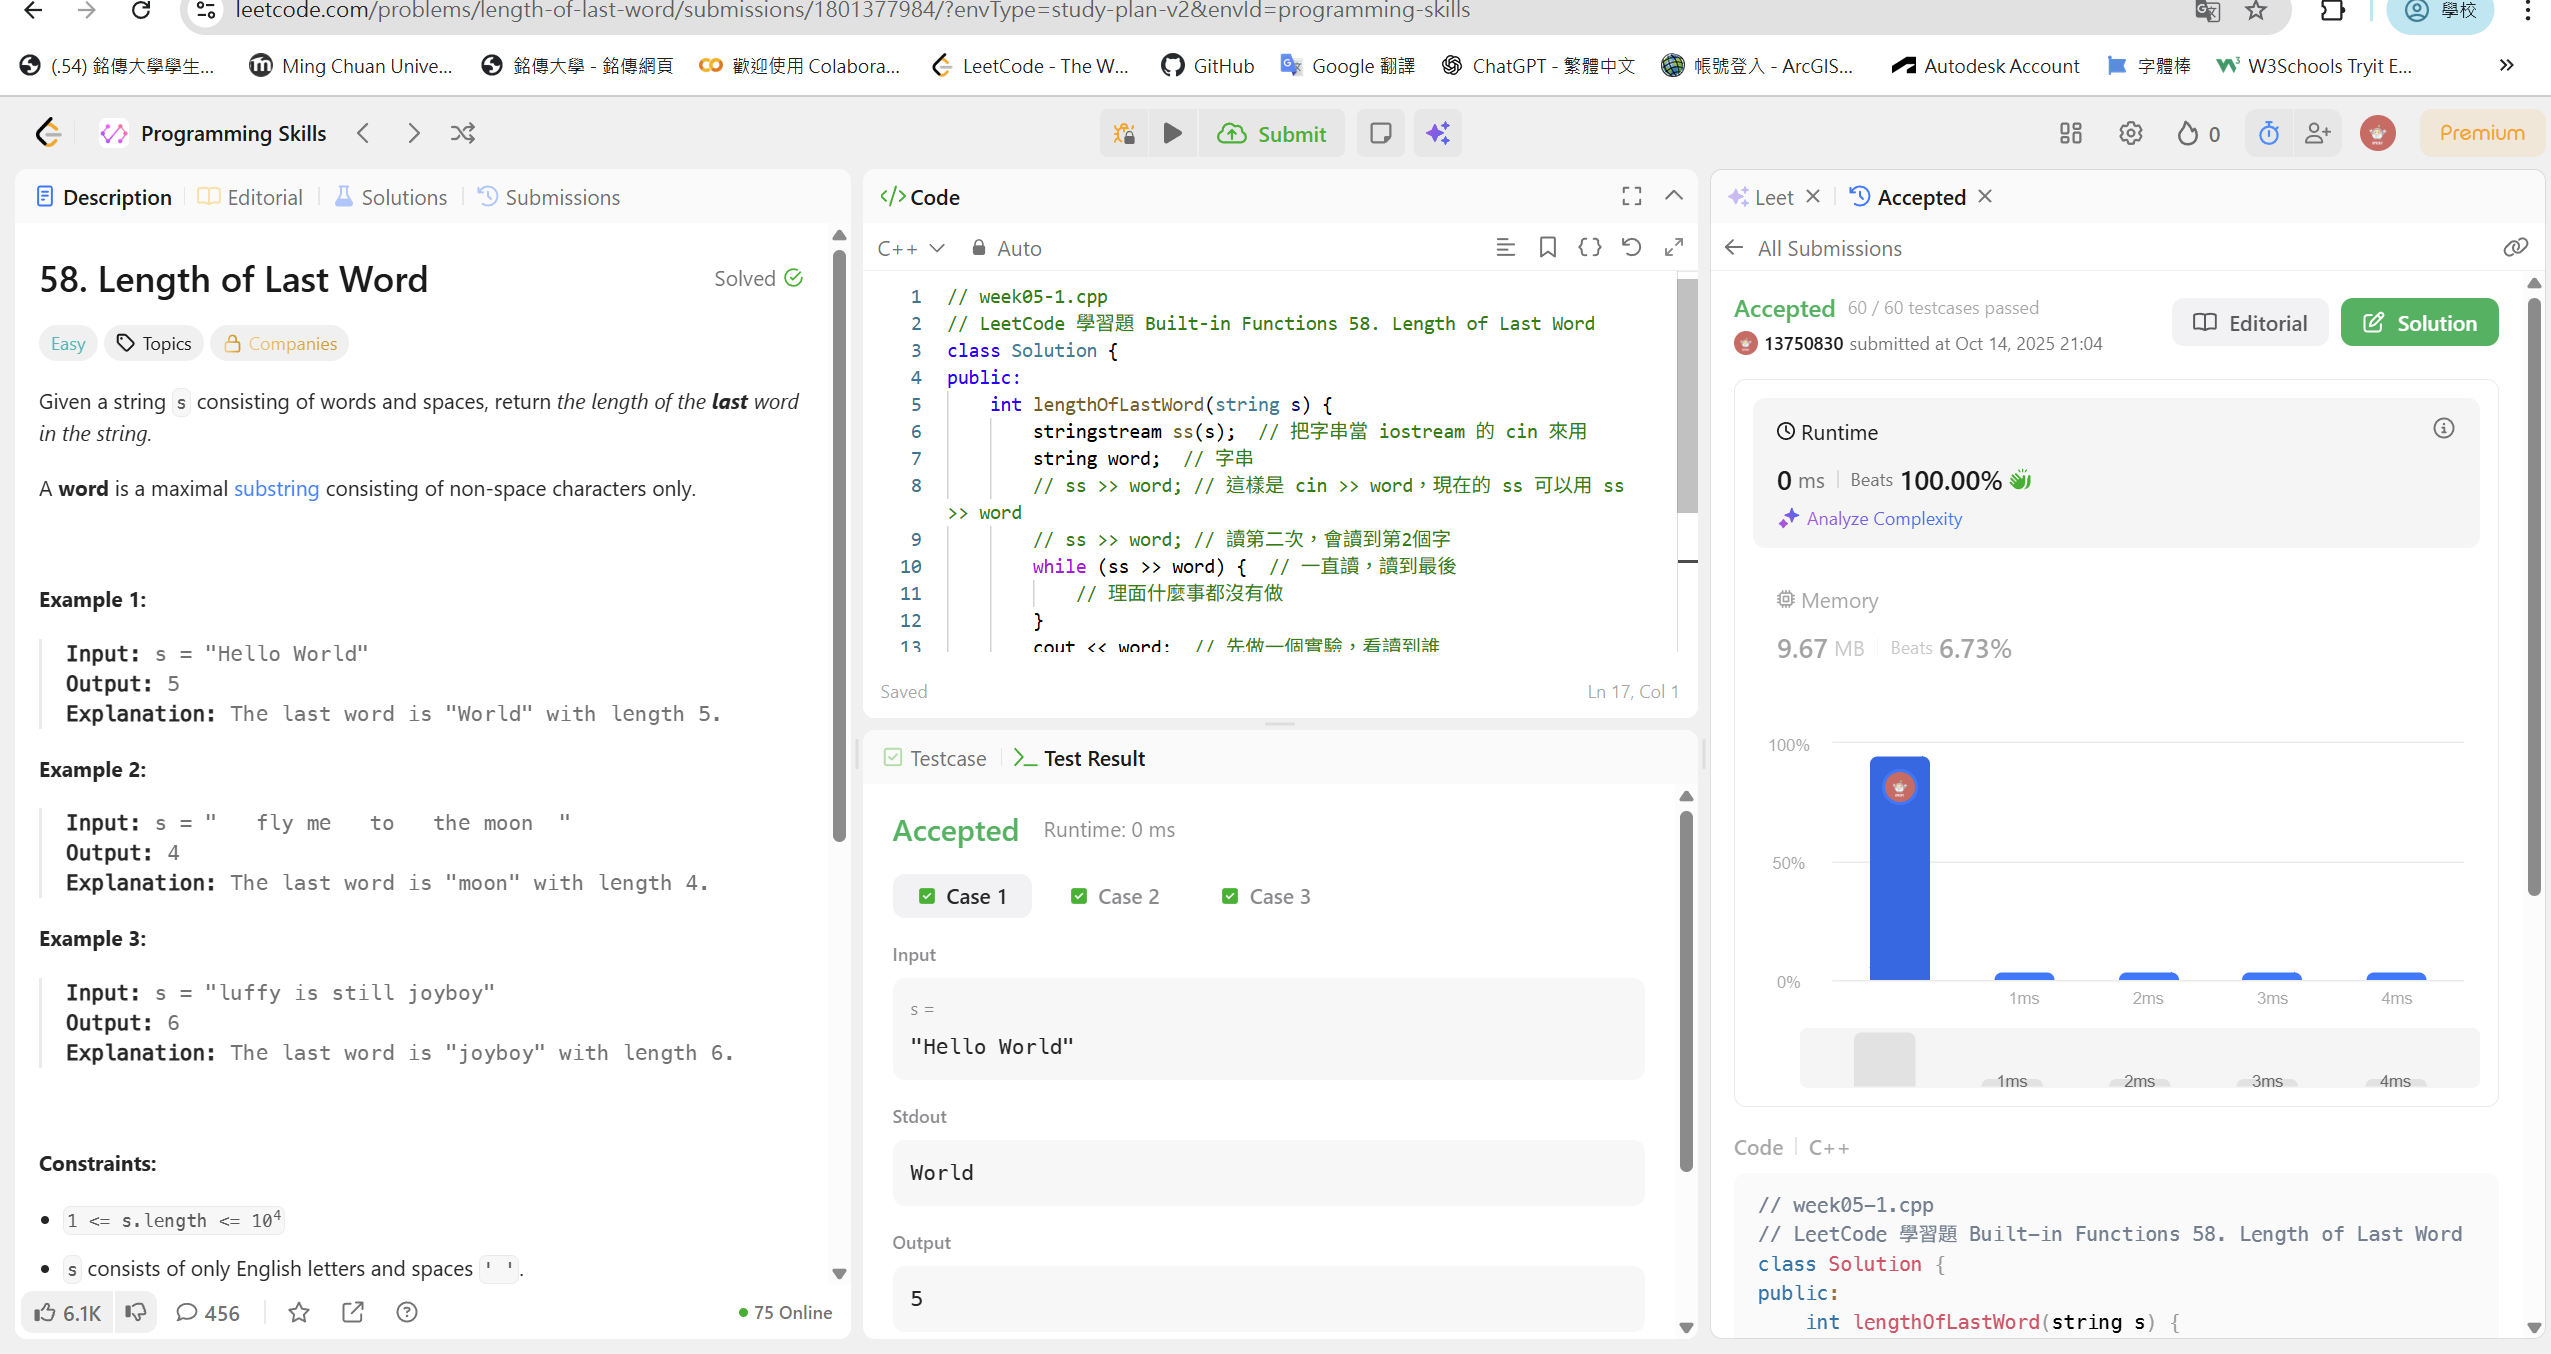 leetcode.com/problems/length-of-last-word/submissions/1801377984/?envType=study-plan-v2&envId=programming-skills
學校
(.54) 銘傳大學學生...
Ming Chuan Unive...
銘傳大學 - 銘傳網頁
歡迎使用 Colabora...
LeetCode - The W...
GitHub
Google 翻譯
ChatGPT - 繁體中文
帳號登入 - ArcGIS...
Autodesk Account
字體棒
W3Schools Tryit E...
Programming Skills
Submit
0
Premium
Description
Editorial
Solutions
Submissions
58. Length of Last Word
Solved
Easy
Topics
Companies
Given a string s consisting of words and spaces, return the length of the last word
in the string.
A word is a maximal substring consisting of non-space characters only.
Example 1:
Input: s = "Hello World"
Output: 5
Explanation: The last word is "World" with length 5.
Example 2:
Input: s = "   fly me   to   the moon  "
Output: 4
Explanation: The last word is "moon" with length 4.
Example 3:
Input: s = "luffy is still joyboy"
Output: 6
Explanation: The last word is "joyboy" with length 6.
Constraints:
1 <= s.length <= 10⁴
s consists of only English letters and spaces ' '.
6.1K
456
75 Online
</> Code
C++
Auto
1 // week05-1.cpp
2 // LeetCode 學習題 Built-in Functions 58. Length of Last Word
3 class Solution {
4 public:
5     int lengthOfLastWord(string s) {
6         stringstream ss(s);  // 把字串當 iostream 的 cin 來用
7         string word;  // 字串
8         // ss >> word; // 這樣是 cin >> word，現在的 ss 可以用 ss
>> word
9         // ss >> word; // 讀第二次，會讀到第2個字
10         while (ss >> word) {  // 一直讀，讀到最後
11             // 理面什麼事都沒有做
12         }
13         cout << word;  // 先做一個實驗，看讀到誰
Saved
Ln 17, Col 1
Testcase
Test Result
Accepted
Runtime: 0 ms
Case 1
Case 2
Case 3
Input
s =
"Hello World"
Stdout
World
Output
5
Leet
Accepted
All Submissions
Accepted
60 / 60 testcases passed
13750830 submitted at Oct 14, 2025 21:04
Editorial
Solution
Runtime
0 ms
Beats 100.00%
Analyze Complexity
Memory
9.67 MB
Beats 6.73%
100%
50%
0%
1ms
2ms
3ms
4ms
1ms
2ms
3ms
4ms
Code
C++
// week05-1.cpp
// LeetCode 學習題 Built-in Functions 58. Length of Last Word
class Solution {
public:
    int lengthOfLastWord(string s) {